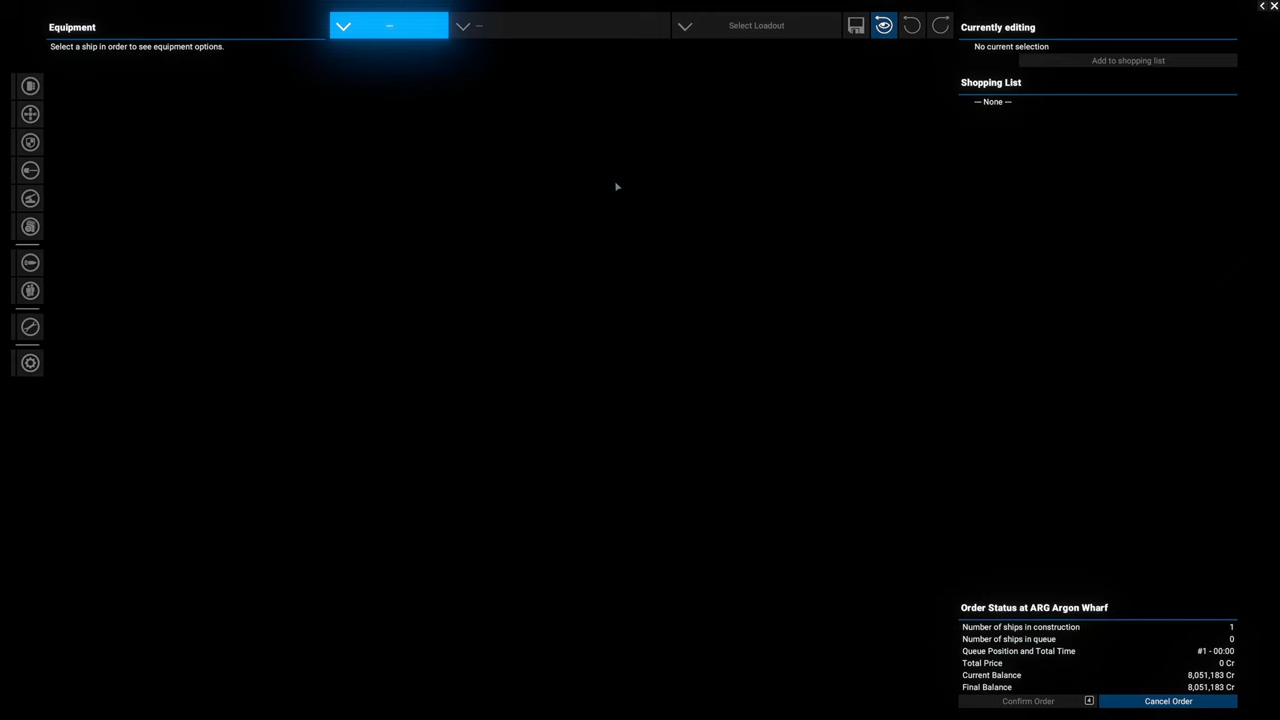 Equipment
Select a ship in order to see equipment options.
—
—
Select Loadout
Currently editing
No current selection
Add to shopping list
Shopping List
— None —
Order Status at ARG Argon Wharf
Number of ships in construction 1
Number of ships in queue 0
Queue Position and Total Time #1 - 00:00
Total Price 0 Cr
Current Balance 8,051,183 Cr
Final Balance 8,051,183 Cr
Confirm Order
Cancel Order